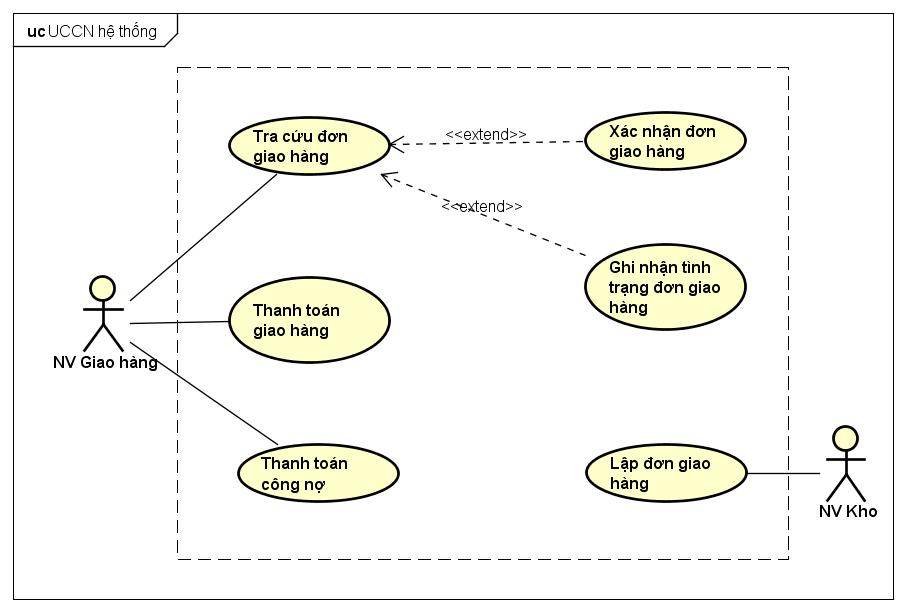 uc UCCN hệ thống
Tra cứu đơn
giao hàng
<<extend>>
Xác nhận đơn
giao hàng
<<extend>>
Ghi nhận tình
trạng đơn giao
hàng
Thanh toán
giao hàng
NV Giao hàng
Thanh toán
công nợ
Lập đơn giao
hàng
NV Kho